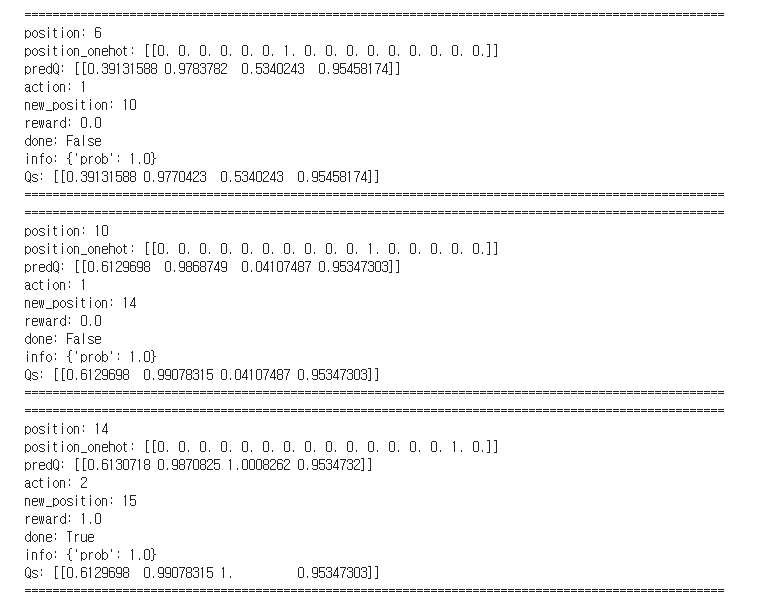 ====================================================================================================
position: 6
position_onehot: [[0. 0. 0. 0. 0. 0. 1. 0. 0. 0. 0. 0. 0. 0. 0. 0.]]
predQ: [[0.39131588 0.9783782  0.5340243  0.95458174]]
action: 1
new_position: 10
reward: 0.0
done: False
info: {'prob': 1.0}
Qs: [[0.39131588 0.9770423  0.5340243  0.95458174]]
====================================================================================================
====================================================================================================
position: 10
position_onehot: [[0. 0. 0. 0. 0. 0. 0. 0. 0. 0. 1. 0. 0. 0. 0. 0.]]
predQ: [[0.6129698  0.9868749  0.04107487 0.95347303]]
action: 1
new_position: 14
reward: 0.0
done: False
info: {'prob': 1.0}
Qs: [[0.6129698  0.99078315 0.04107487 0.95347303]]
====================================================================================================
====================================================================================================
position: 14
position_onehot: [[0. 0. 0. 0. 0. 0. 0. 0. 0. 0. 0. 0. 0. 0. 1. 0.]]
predQ: [[0.6130718 0.9870825 1.0008262 0.9534732]]
action: 2
new_position: 15
reward: 1.0
done: True
info: {'prob': 1.0}
Qs: [[0.6129698  0.99078315 1.         0.95347303]]
====================================================================================================